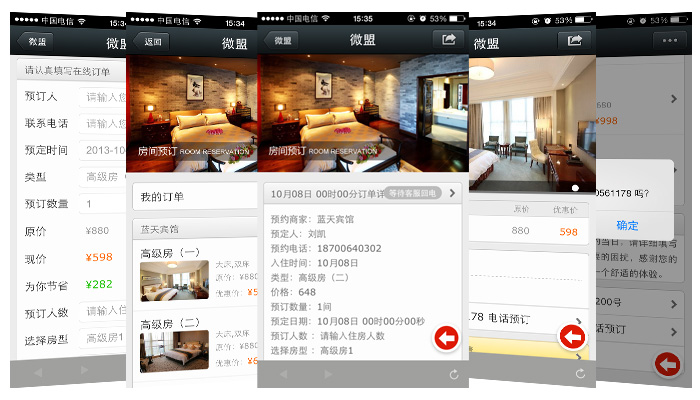 中国电信 15:34
微盟
微盟
请认真填写在线订单
预订人 请输入您
联系电话 请输入您
预定时间 2013-10
类型 高级房（
预订数量 1
原价 ¥880
现价 ¥598
为你节省 ¥282
预订人数 请输入住
选择房型 高级房1
中国电信 15:34
返回 微盟
房间预订 ROOM RESERVATION
我的订单
蓝天宾馆
高级房（一）
大床,双床
原价：¥880
优惠价：¥5
高级房（二）
大床,双床
原价：¥880
优惠价：
中国电信 15:35 53%
微盟 微盟
房间预订 ROOM RESERVATION
10月08日 00时00分订单详 等待客服回电
预约商家：蓝天宾馆
预定人：刘凯
预约电话：18700640302
入住时间：10月08日
类型：高级房（二）
价格：648
预订数量：1间
预定日期：10月08日 00时00分00秒
预订人数 ：请输入住房人数
选择房型 ：高级房1
15:34 53%
微盟
原价 优惠价
880 598
78 电话预订
53%
880
¥998
0561178 吗?
确定
的当日，请详细填写
的困扰，感谢您的
一个舒适的体验。
200号
话预订